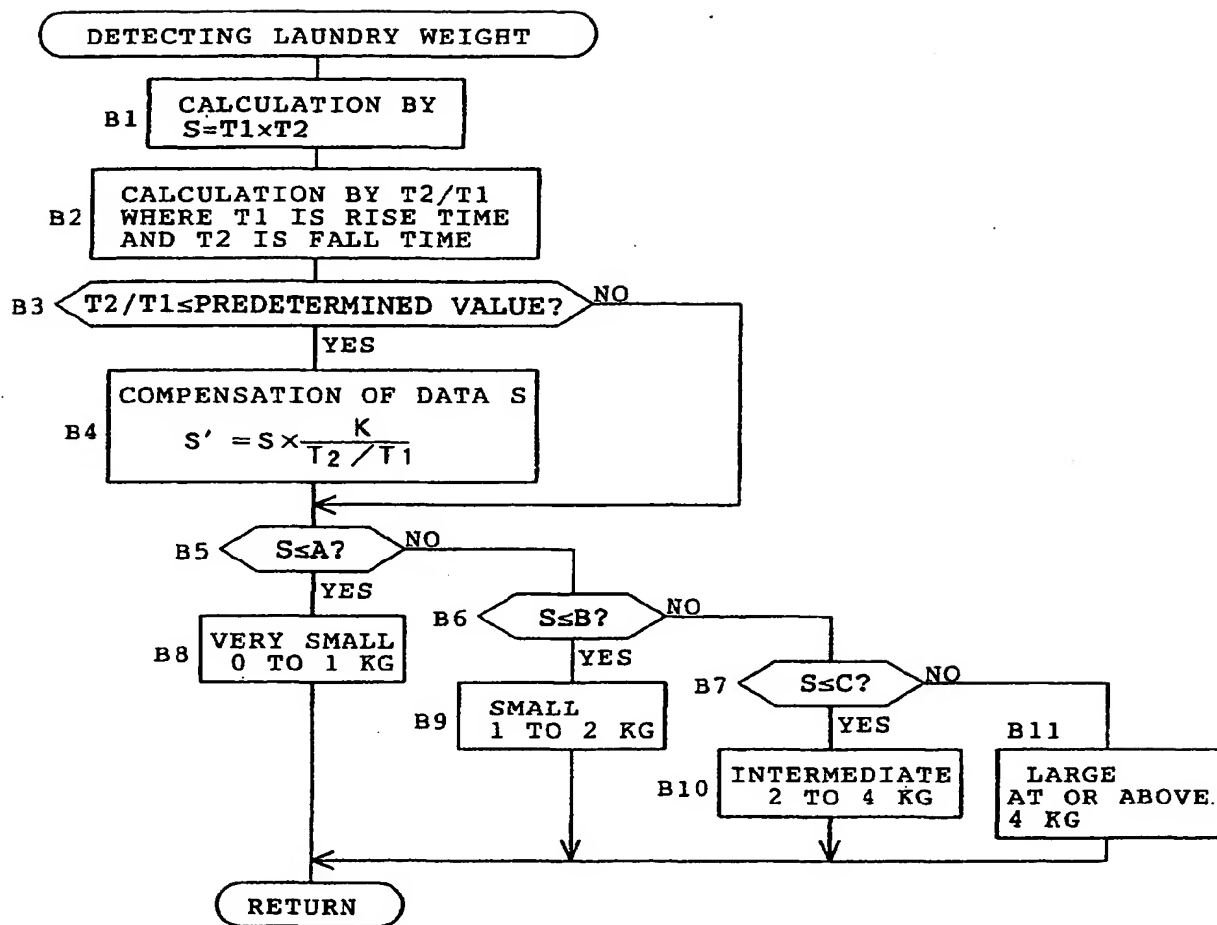 DETECTING LAUNDRY WEIGHT
B1
CALCULATION BY
S=T1×T2
B2
CALCULATION BY T2/T1
WHERE T1 IS RISE TIME
AND T2 IS FALL TIME
B3
T2/T1≤PREDETERMINED VALUE?
NO
YES
B4
COMPENSATION OF DATA S
S' = S × K / (T2/T1)
B5
S≤A?
NO
YES
B6
S≤B?
NO
YES
B7
S≤C?
NO
YES
B8
VERY SMALL
0 TO 1 KG
B9
SMALL
1 TO 2 KG
B10
INTERMEDIATE
2 TO 4 KG
B11
LARGE
AT OR ABOVE.
4 KG
RETURN